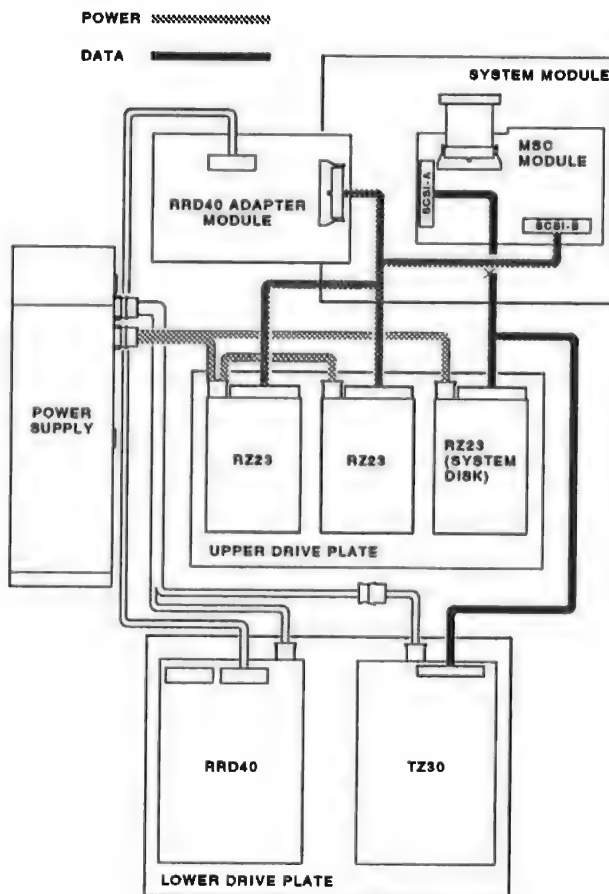 POWER
DATA
SYSTEM MODULE
MSC
MODULE
SCSI-A
SCSI-B
RRD40 ADAPTER
MODULE
POWER
SUPPLY
RZ23
RZ23
RZ23
(SYSTEM
DISK)
UPPER DRIVE PLATE
RRD40
TZ30
LOWER DRIVE PLATE